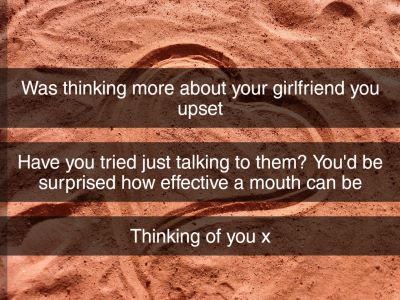 Was thinking more about your girlfriend you
upset
Have you tried just talking to them? You'd be
surprised how effective a mouth can be
Thinking of you x